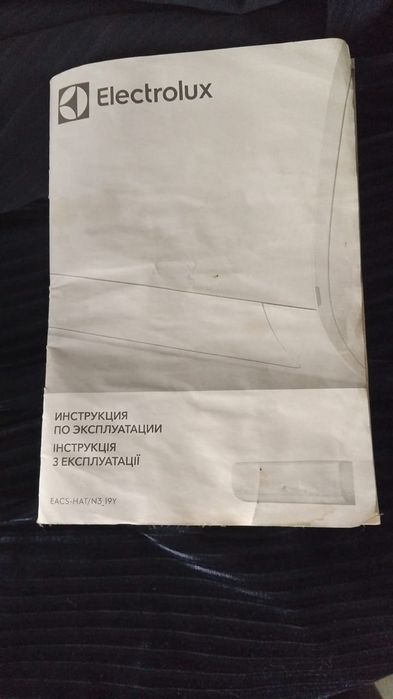 Electrolux
ИНСТРУКЦИЯ
ПО ЭКСПЛУАТАЦИИ
ІНСТРУКЦІЯ
З ЕКСПЛУАТАЦІЇ
EACS-HAT/N3_19Y